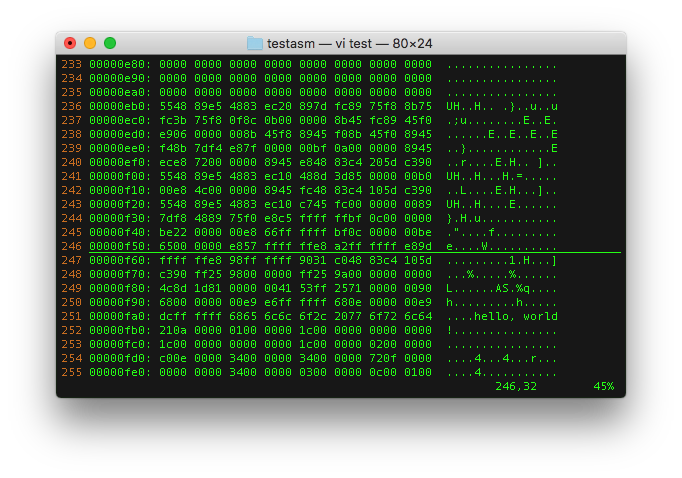 testasm — vi test — 80×24
233 00000e80: 0000 0000 0000 0000 0000 0000 0000 0000  ................
234 00000e90: 0000 0000 0000 0000 0000 0000 0000 0000  ................
235 00000ea0: 0000 0000 0000 0000 0000 0000 0000 0000  ................
236 00000eb0: 5548 89e5 4883 ec20 897d fc89 75f8 8b75  UH..H.. .}..u..u
237 00000ec0: fc3b 75f8 0f8c 0b00 0000 8b45 fc89 45f0  .;u........E..E.
238 00000ed0: e906 0000 008b 45f8 8945 f08b 45f0 8945  ......E..E..E..E
239 00000ee0: f48b 7df4 e87f 0000 00bf 0a00 0000 8945  ..}............E
240 00000ef0: ece8 7200 0000 8945 e848 83c4 205d c390  ..r....E.H.. ]..
241 00000f00: 5548 89e5 4883 ec10 488d 3d85 0000 00b0  UH..H...H.=.....
242 00000f10: 00e8 4c00 0000 8945 fc48 83c4 105d c390  ..L....E.H...]..
243 00000f20: 5548 89e5 4883 ec10 c745 fc00 0000 0089  UH..H....E......
244 00000f30: 7df8 4889 75f0 e8c5 ffff ffbf 0c00 0000  }.H.u...........
245 00000f40: be22 0000 00e8 66ff ffff bf0c 0000 00be  ."....f.........
246 00000f50: 6500 0000 e857 ffff ffe8 a2ff ffff e89d  e....W..........
247 00000f60: ffff ffe8 98ff ffff 9031 c048 83c4 105d  .........1.H...]
248 00000f70: c390 ff25 9800 0000 ff25 9a00 0000 0000  ...%.....%......
249 00000f80: 4c8d 1d81 0000 0041 53ff 2571 0000 0090  L......AS.%q....
250 00000f90: 6800 0000 00e9 e6ff ffff 680e 0000 00e9  h.........h.....
251 00000fa0: dcff ffff 6865 6c6c 6f2c 2077 6f72 6c64  ....hello, world
252 00000fb0: 210a 0000 0100 0000 1c00 0000 0000 0000  !...............
253 00000fc0: 1c00 0000 0000 0000 1c00 0000 0200 0000  ................
254 00000fd0: c00e 0000 3400 0000 3400 0000 720f 0000  ....4...4...r...
255 00000fe0: 0000 0000 3400 0000 0300 0000 0c00 0100  ....4...........
246,32 45%